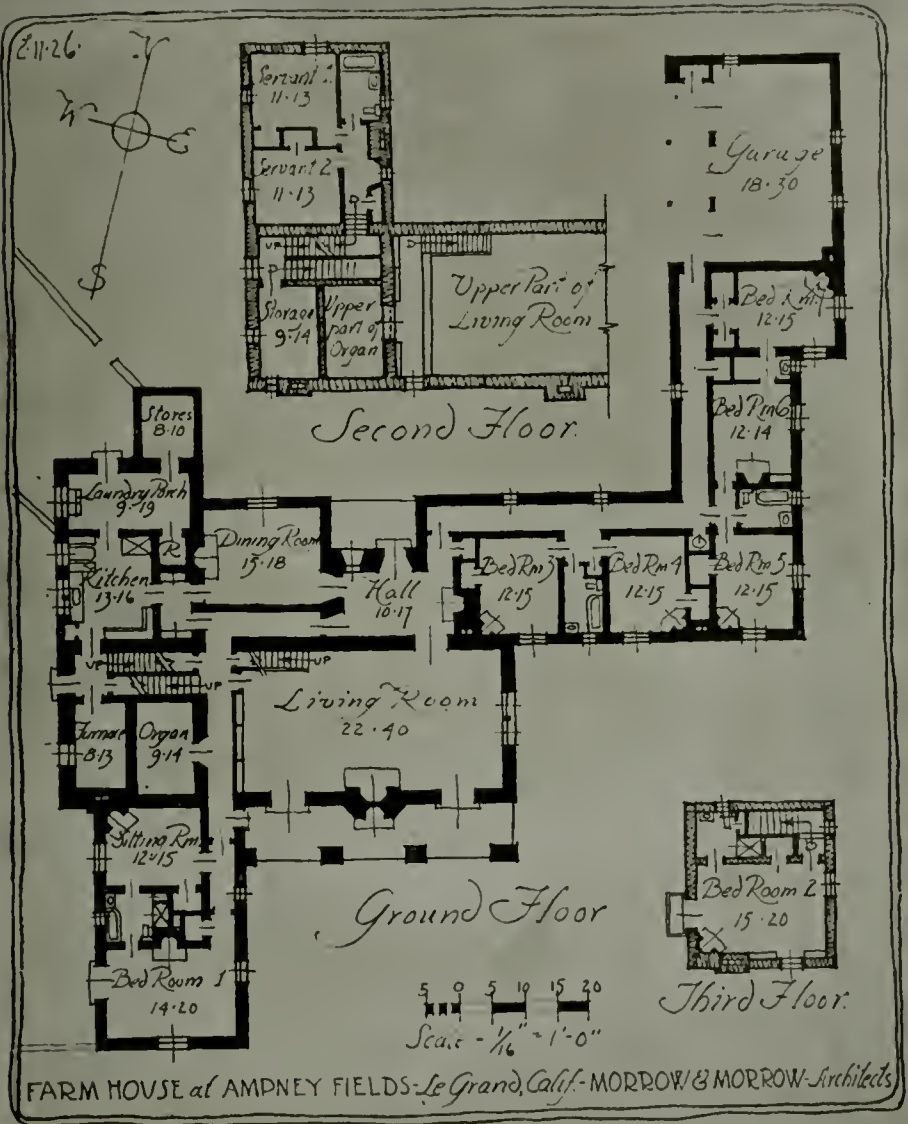 2·11·26·
N
W E
S
Servant 1
11·13
Servant 2
11·13
UP
D
D
Storage
9·14
Upper
part of
Organ
D
Upper Part of
Living Room
Second Floor.
Garage
18·30
Bed Rm 7
12·15
Bed Rm 6
12·14
Stores
8·10
Laundry Porch
9·19
R
Kitchen
13·16
Dining Room
15·18
Hall
10·17
Bed Rm 3
12·15
Bed Rm 4
12·15
Bed Rm 5
12·15
UP
UP
UP
Living Room
22·40
Furnace
8·13
Organ
9·14
Sitting Rm
12·15
Bed Room 1
14·20
Ground Floor
Bed Room 2
15·20
Third Floor.
5 0 5 10 15 20
Scale - 1/16" = 1'-0"
FARM HOUSE at AMPNEY FIELDS - Le Grand, Calif. - MORROW & MORROW - Architects